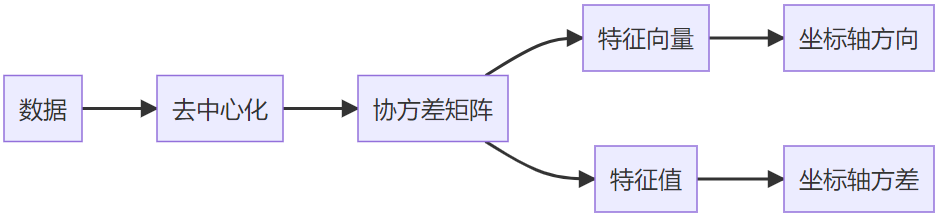 数据
去中心化
协方差矩阵
特征向量
坐标轴方向
特征值
坐标轴方差